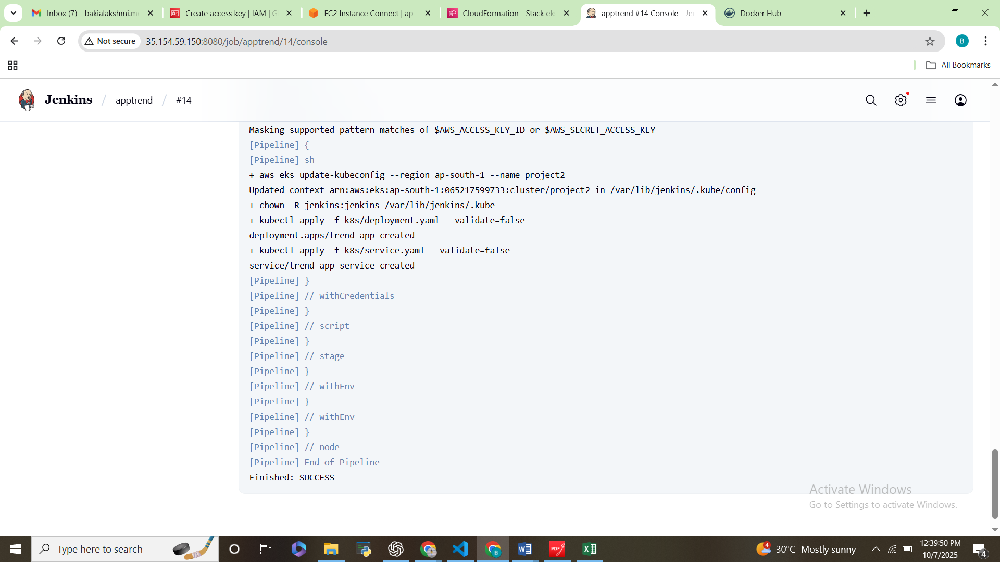 Inbox (7) - bakialakshmi.m
Create access key | IAM | G
EC2 Instance Connect | ap-
CloudFormation - Stack ek
apptrend #14 Console - Je
Docker Hub
Not secure
35.154.59.150:8080/job/apptrend/14/console
B
All Bookmarks
Jenkins / apptrend / #14
Masking supported pattern matches of $AWS_ACCESS_KEY_ID or $AWS_SECRET_ACCESS_KEY
[Pipeline] {
[Pipeline] sh
+ aws eks update-kubeconfig --region ap-south-1 --name project2
Updated context arn:aws:eks:ap-south-1:065217599733:cluster/project2 in /var/lib/jenkins/.kube/config
+ chown -R jenkins:jenkins /var/lib/jenkins/.kube
+ kubectl apply -f k8s/deployment.yaml --validate=false
deployment.apps/trend-app created
+ kubectl apply -f k8s/service.yaml --validate=false
service/trend-app-service created
[Pipeline] }
[Pipeline] // withCredentials
[Pipeline] }
[Pipeline] // script
[Pipeline] }
[Pipeline] // stage
[Pipeline] }
[Pipeline] // withEnv
[Pipeline] }
[Pipeline] // withEnv
[Pipeline] }
[Pipeline] // node
[Pipeline] End of Pipeline
Finished: SUCCESS
Activate Windows
Go to Settings to activate Windows.
Type here to search
PDF
4
30°C Mostly sunny
12:39:50 PM
10/7/2025
4